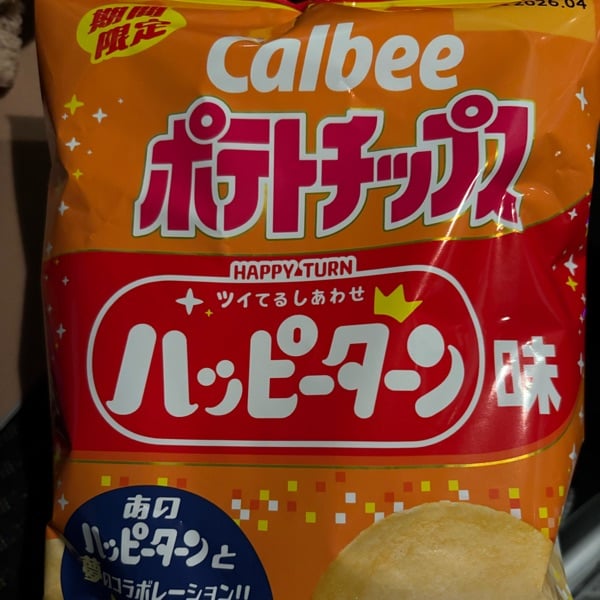 期間
限定
2026.04
Calbee
ポテトチップス
HAPPY TURN
ツイてるしあわせ
ハッピーターン味
あの
ハッピーターンと
夢のコラボレーション!!